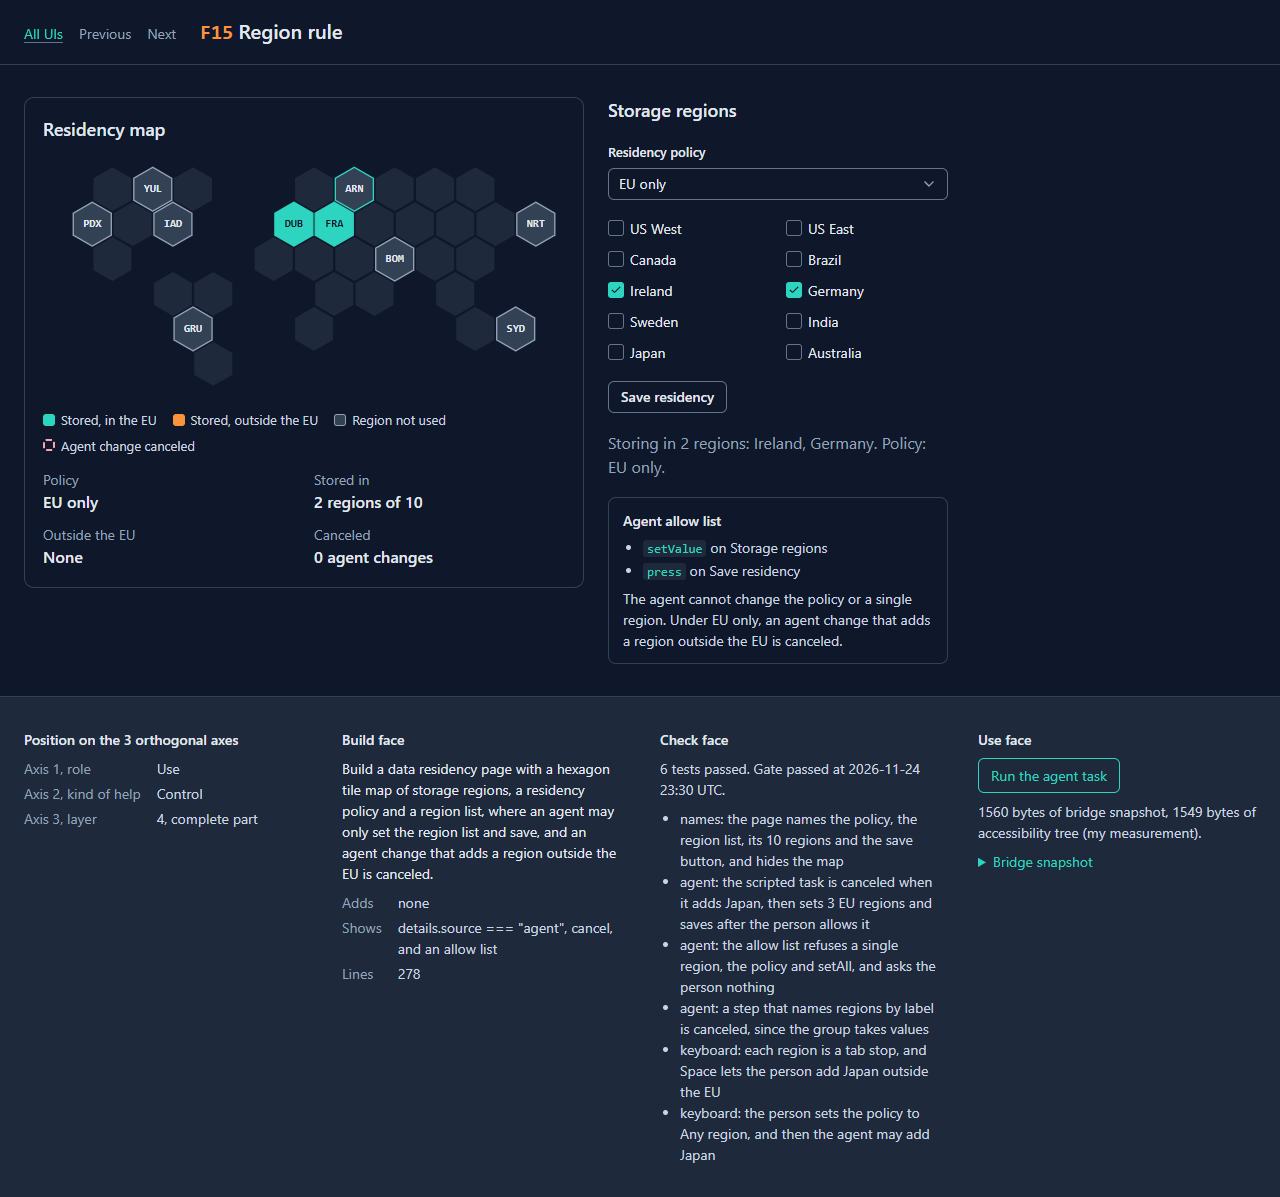 All UIs Previous Next F15 Region rule
Residency map
YUL
ARN
PDX
IAD
DUB
FRA
NRT
BOM
GRU
SYD
Stored, in the EU Stored, outside the EU Region not used
Agent change canceled
Policy
EU only
Stored in
2 regions of 10
Outside the EU
None
Canceled
0 agent changes
Storage regions
Residency policy
EU only
US West US East
Canada Brazil
Ireland Germany
Sweden India
Japan Australia
Save residency
Storing in 2 regions: Ireland, Germany. Policy:
EU only.
Agent allow list
• setValue on Storage regions
• press on Save residency
The agent cannot change the policy or a single
region. Under EU only, an agent change that adds
a region outside the EU is canceled.
Position on the 3 orthogonal axes
Axis 1, role Use
Axis 2, kind of help Control
Axis 3, layer 4, complete part
Build face
Build a data residency page with a hexagon
tile map of storage regions, a residency
policy and a region list, where an agent may
only set the region list and save, and an
agent change that adds a region outside the
EU is canceled.
Adds none
Shows details.source === "agent", cancel,
and an allow list
Lines 278
Check face
6 tests passed. Gate passed at 2026-11-24
23:30 UTC.
• names: the page names the policy, the
region list, its 10 regions and the save
button, and hides the map
• agent: the scripted task is canceled when
it adds Japan, then sets 3 EU regions and
saves after the person allows it
• agent: the allow list refuses a single
region, the policy and setAll, and asks the
person nothing
• agent: a step that names regions by label
is canceled, since the group takes values
• keyboard: each region is a tab stop, and
Space lets the person add Japan outside
the EU
• keyboard: the person sets the policy to
Any region, and then the agent may add
Japan
Use face
Run the agent task
1560 bytes of bridge snapshot, 1549 bytes of
accessibility tree (my measurement).
Bridge snapshot